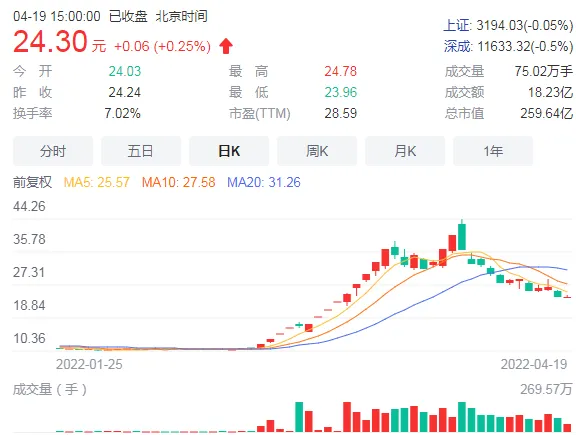 04-19 15:00:00 已收盘 北京时间
24.30 元 +0.06 (+0.25%)
上证: 3194.03(-0.05%)
深成: 11633.32(-0.5%)
今 开 24.03 最 高 24.78 成交量 75.02万手
昨 收 24.24 最 低 23.96 成交额 18.23亿
换手率 7.02% 市盈(TTM) 28.59 总市值 259.64亿
分时 五日 日K 周K 月K 1年
前复权 MA5: 25.57 MA10: 27.58 MA20: 31.26
44.26
35.78
27.31
18.84
10.36
2022-01-25 2022-04-19
成交量（手） 269.57万